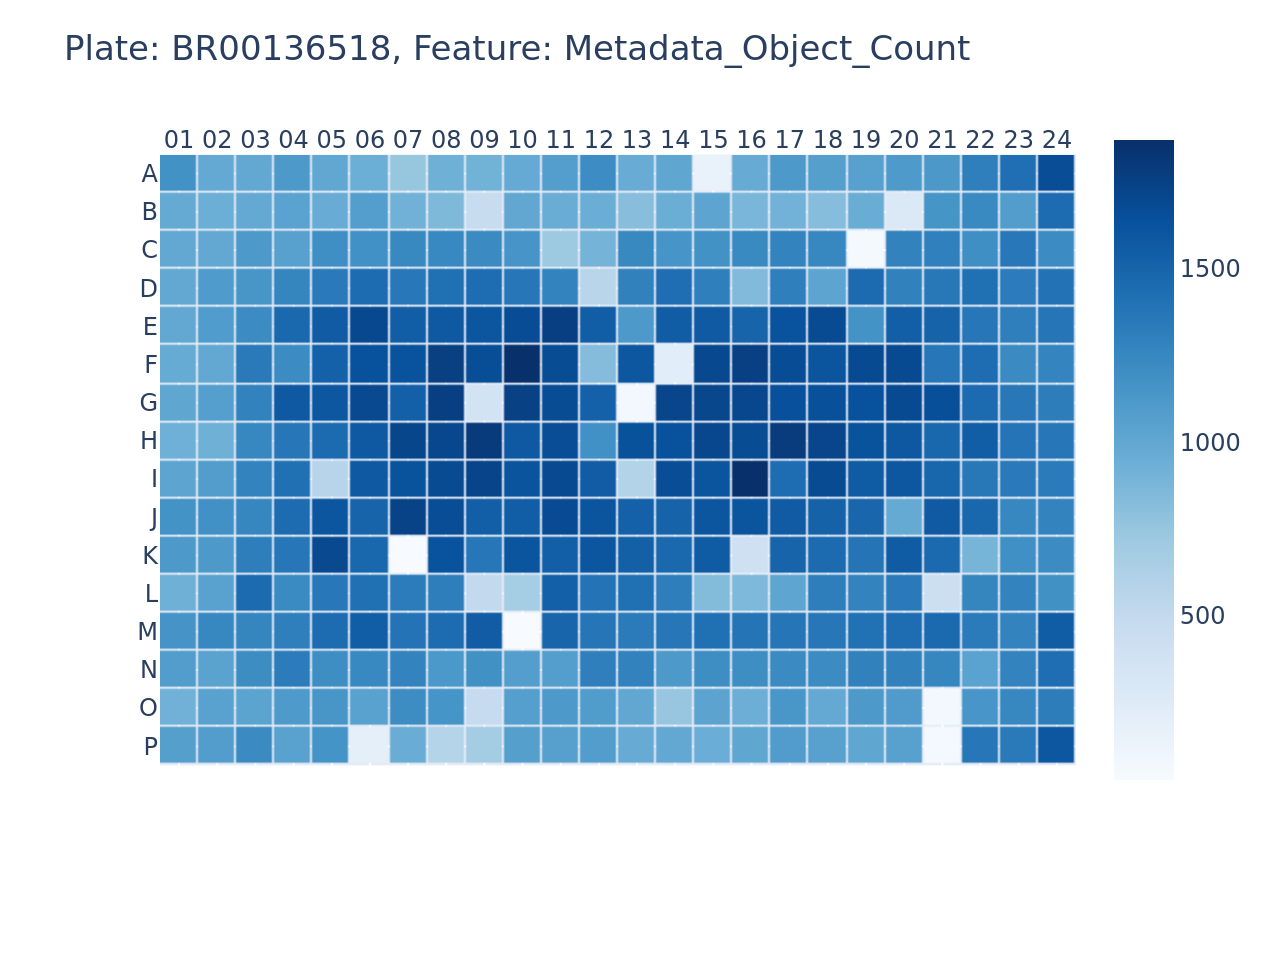 Plate: BR00136518, Feature: Metadata_Object_Count
01 02 03 04 05 06 07 08 09 10 11 12 13 14 15 16 17 18 19 20 21 22 23 24
A
B
C
D
E
F
G
H
I
J
K
L
M
N
O
P
1500
1000
500